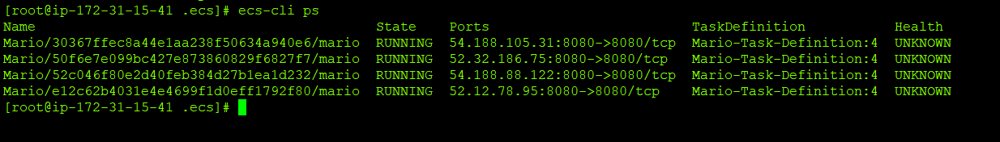 [root@ip-172-31-15-41 .ecs]# ecs-cli ps
Name State Ports TaskDefinition Health
Mario/30367ffec8a44e1aa238f50634a940e6/mario RUNNING 54.188.105.31:8080->8080/tcp Mario-Task-Definition:4 UNKNOWN
Mario/50f6e7e099bc427e873860829f6827f7/mario RUNNING 52.32.186.75:8080->8080/tcp Mario-Task-Definition:4 UNKNOWN
Mario/52c046f80e2d40feb384d27b1ea1d232/mario RUNNING 54.188.88.122:8080->8080/tcp Mario-Task-Definition:4 UNKNOWN
Mario/e12c62b4031e4e4699f1d0eff1792f80/mario RUNNING 52.12.78.95:8080->8080/tcp Mario-Task-Definition:4 UNKNOWN
[root@ip-172-31-15-41 .ecs]#